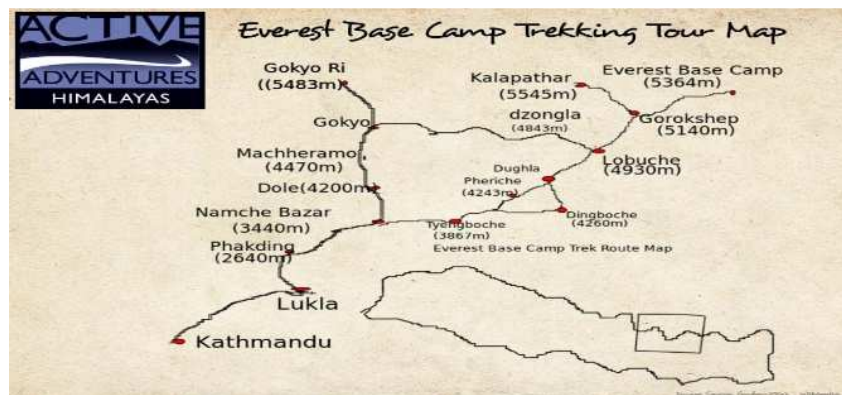 ACTIVE
ADVENTURES
HIMALAYAS
Everest Base Camp Trekking Tour Map
Gokyo Ri
((5483m)
Kalapathar
(5545m)
Everest Base Camp
(5364m)
dzongla
(4843m)
Gorokshep
(5140m)
Gokyo
Lobuche
(4930m)
Machheramo
(4470m)
Dughla
Pheriche
(4243m)
Dole(4200m)
Namche Bazar
(3440m)
Tyengboche
(3867m)
Dingboche
(4260m)
Everest Base Camp Trek Route Map
Phakding
(2640m)
Lukla
Kathmandu